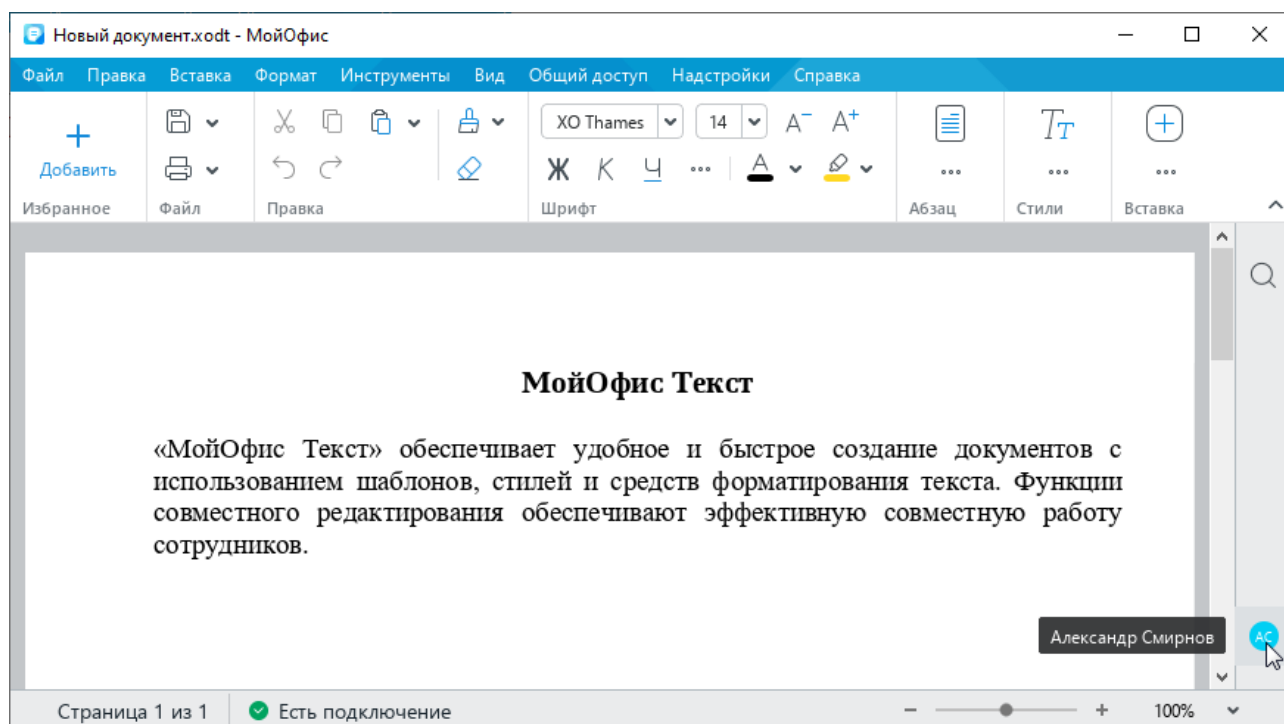 Новый документ.xodt - МойОфис
Файл Правка Вставка Формат Инструменты Вид Общий доступ Надстройки Справка
XO Thames 14 A⁻ A⁺ Тт
Добавить Ж К Ч ... А ... ... ...
Избранное Файл Правка Шрифт Абзац Стили Вставка
МойОфис Текст
«МойОфис Текст» обеспечивает удобное и быстрое создание документов с
использованием шаблонов, стилей и средств форматирования текста. Функции
совместного редактирования обеспечивают эффективную совместную работу
сотрудников.
Александр Смирнов АС
Страница 1 из 1 Есть подключение − + 100%